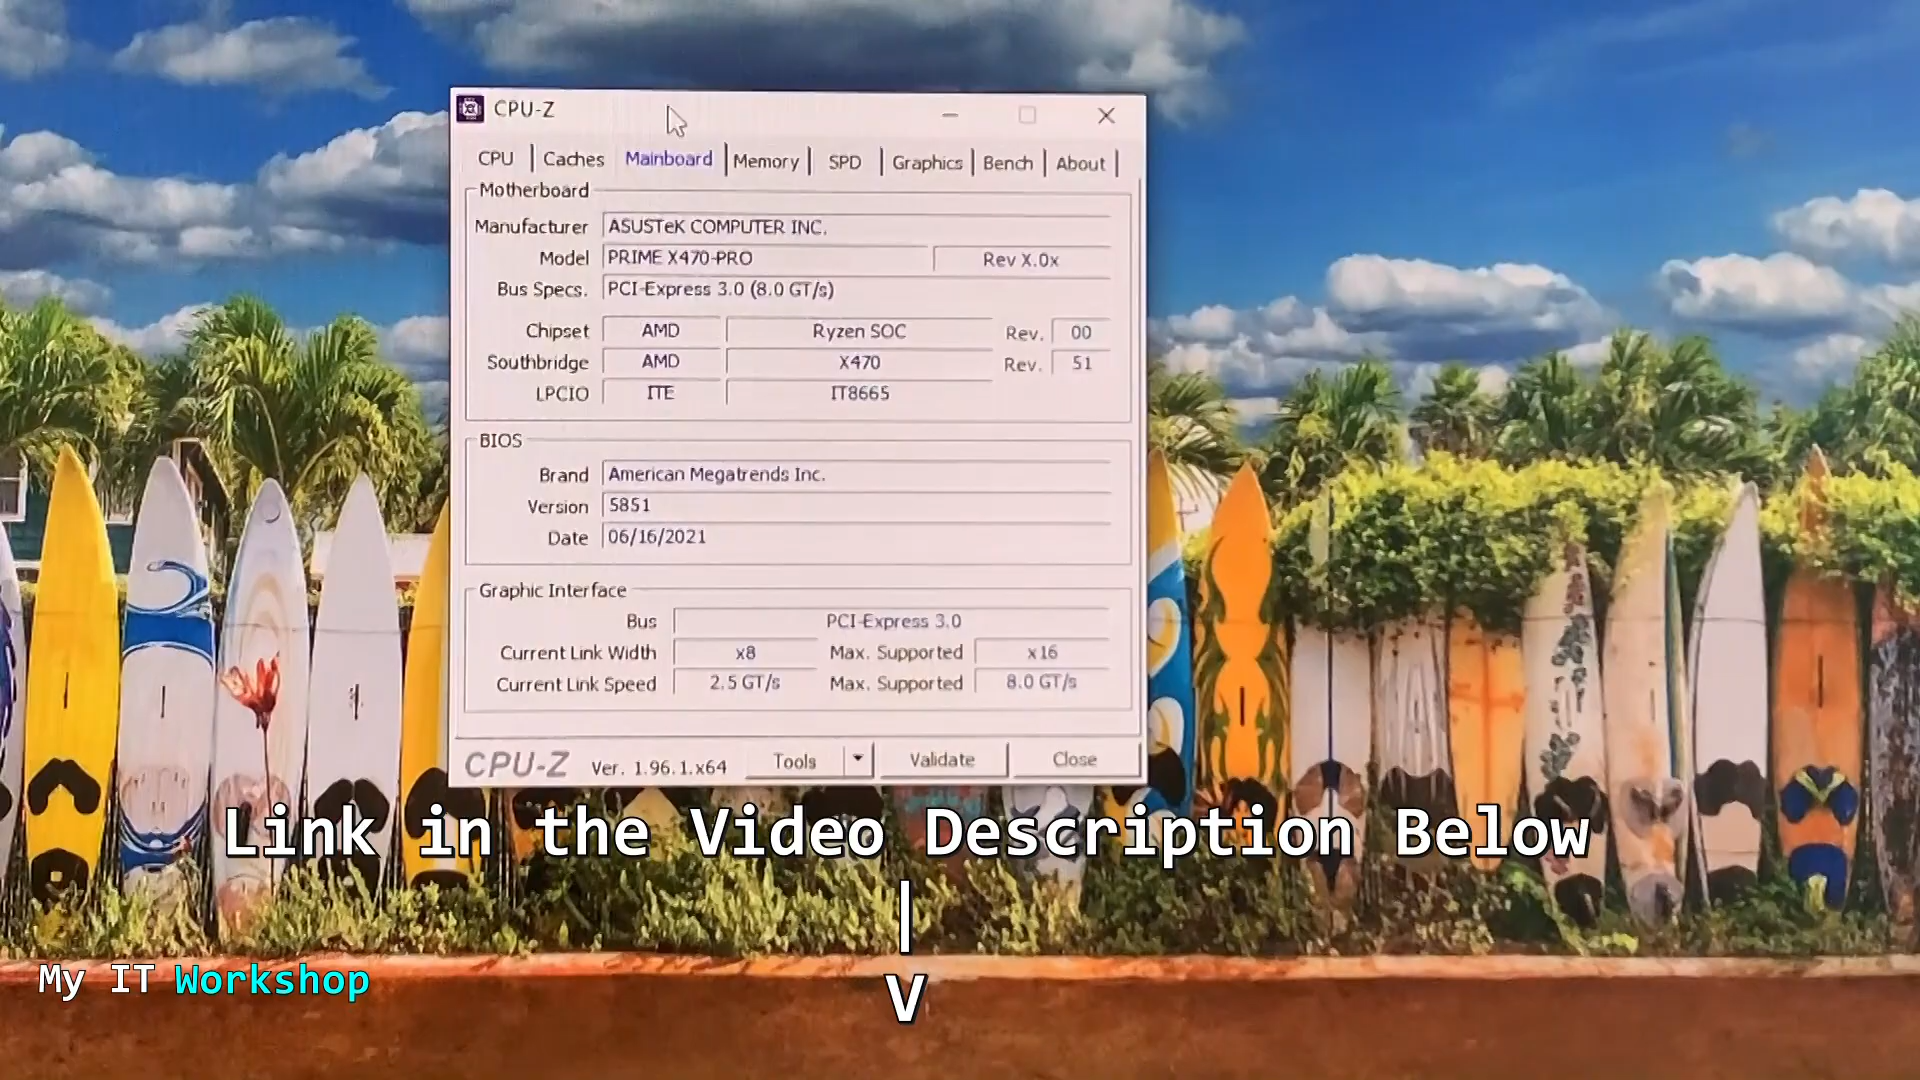 CPU-Z
CPU Caches Mainboard Memory SPD Graphics Bench About
Motherboard
Manufacturer ASUSTeK COMPUTER INC.
Model PRIME X470-PRO Rev X.0x
Bus Specs. PCI-Express 3.0 (8.0 GT/s)
Chipset AMD Ryzen SOC Rev. 00
Southbridge AMD X470 Rev. 51
LPCIO ITE IT8665
BIOS
Brand American Megatrends Inc.
Version 5851
Date 06/16/2021
Graphic Interface
Bus PCI-Express 3.0
Current Link Width x8 Max. Supported x16
Current Link Speed 2.5 GT/s Max. Supported 8.0 GT/s
CPU-Z Ver. 1.96.1.x64 Tools Validate Close
Link in the Video Description Below
|
V
My IT Workshop